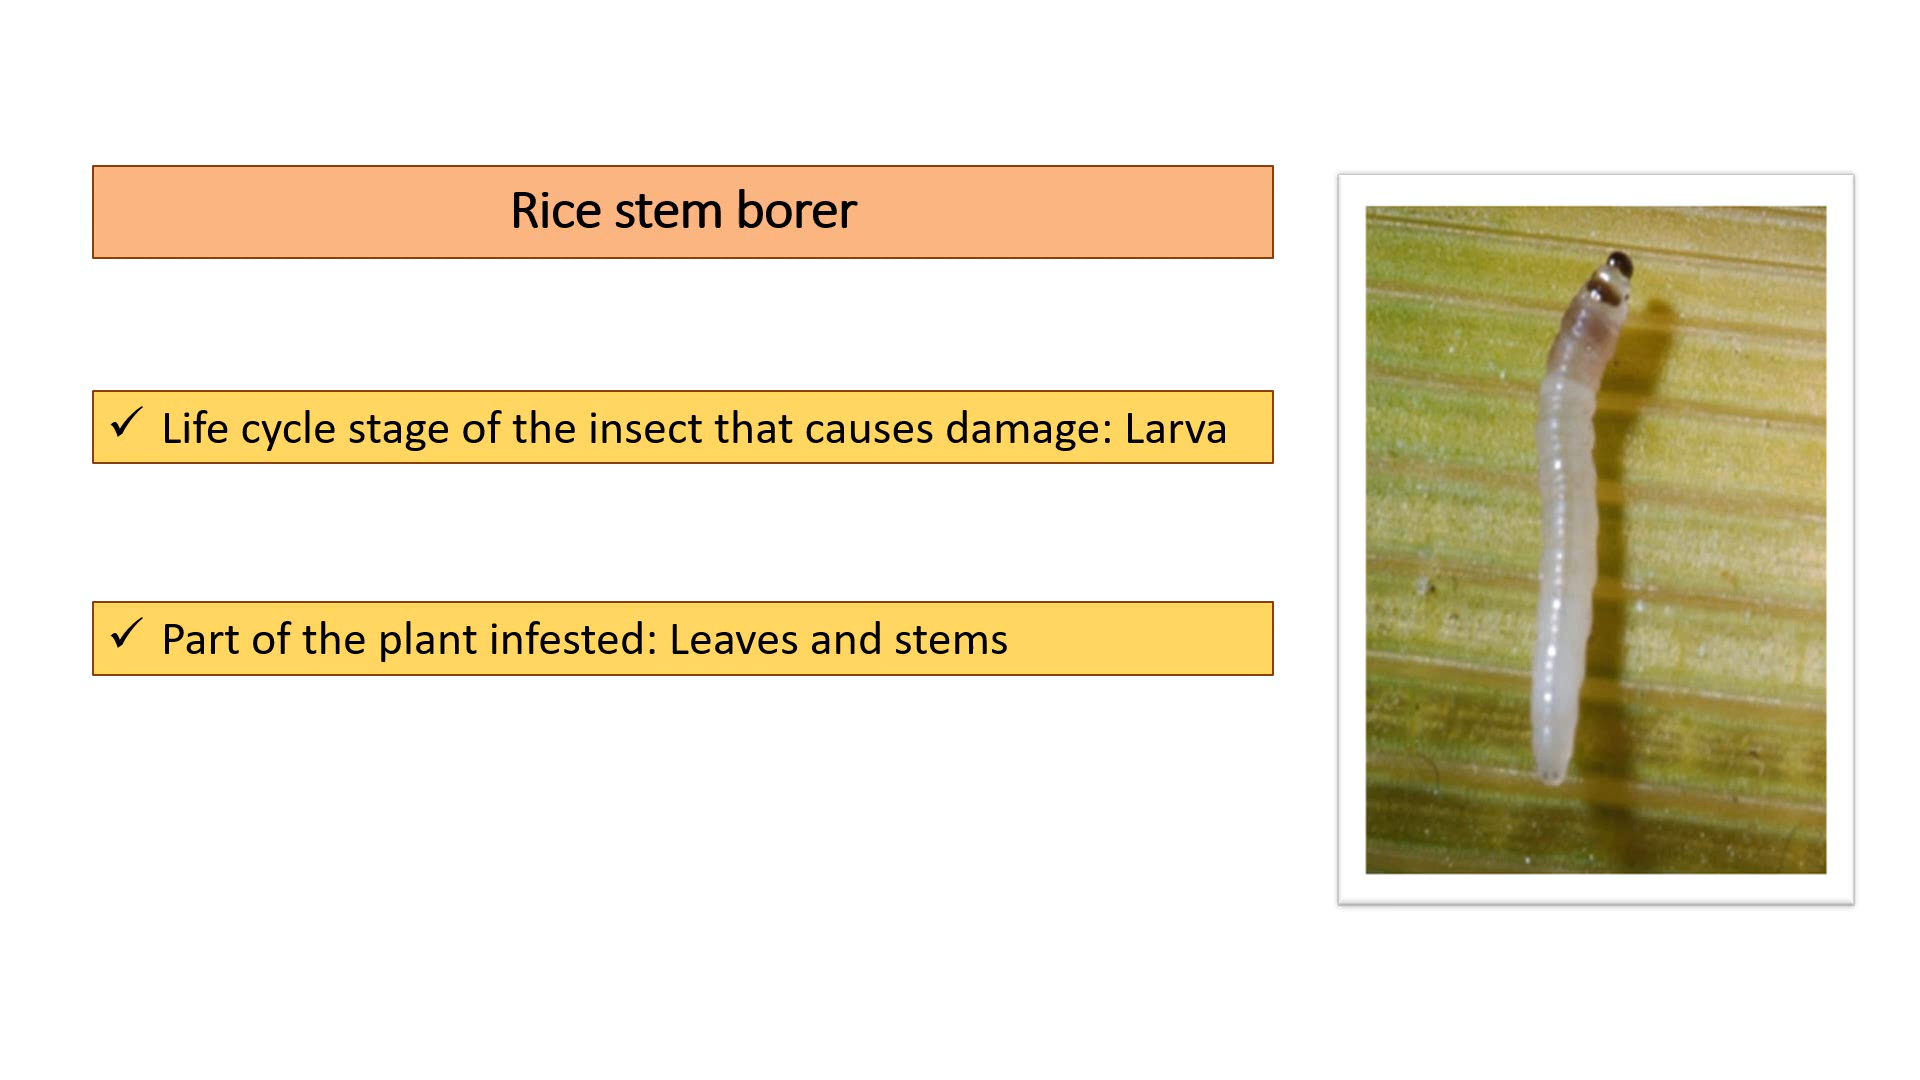 Rice stem borer
✓ Life cycle stage of the insect that causes damage: Larva
✓ Part of the plant infested: Leaves and stems